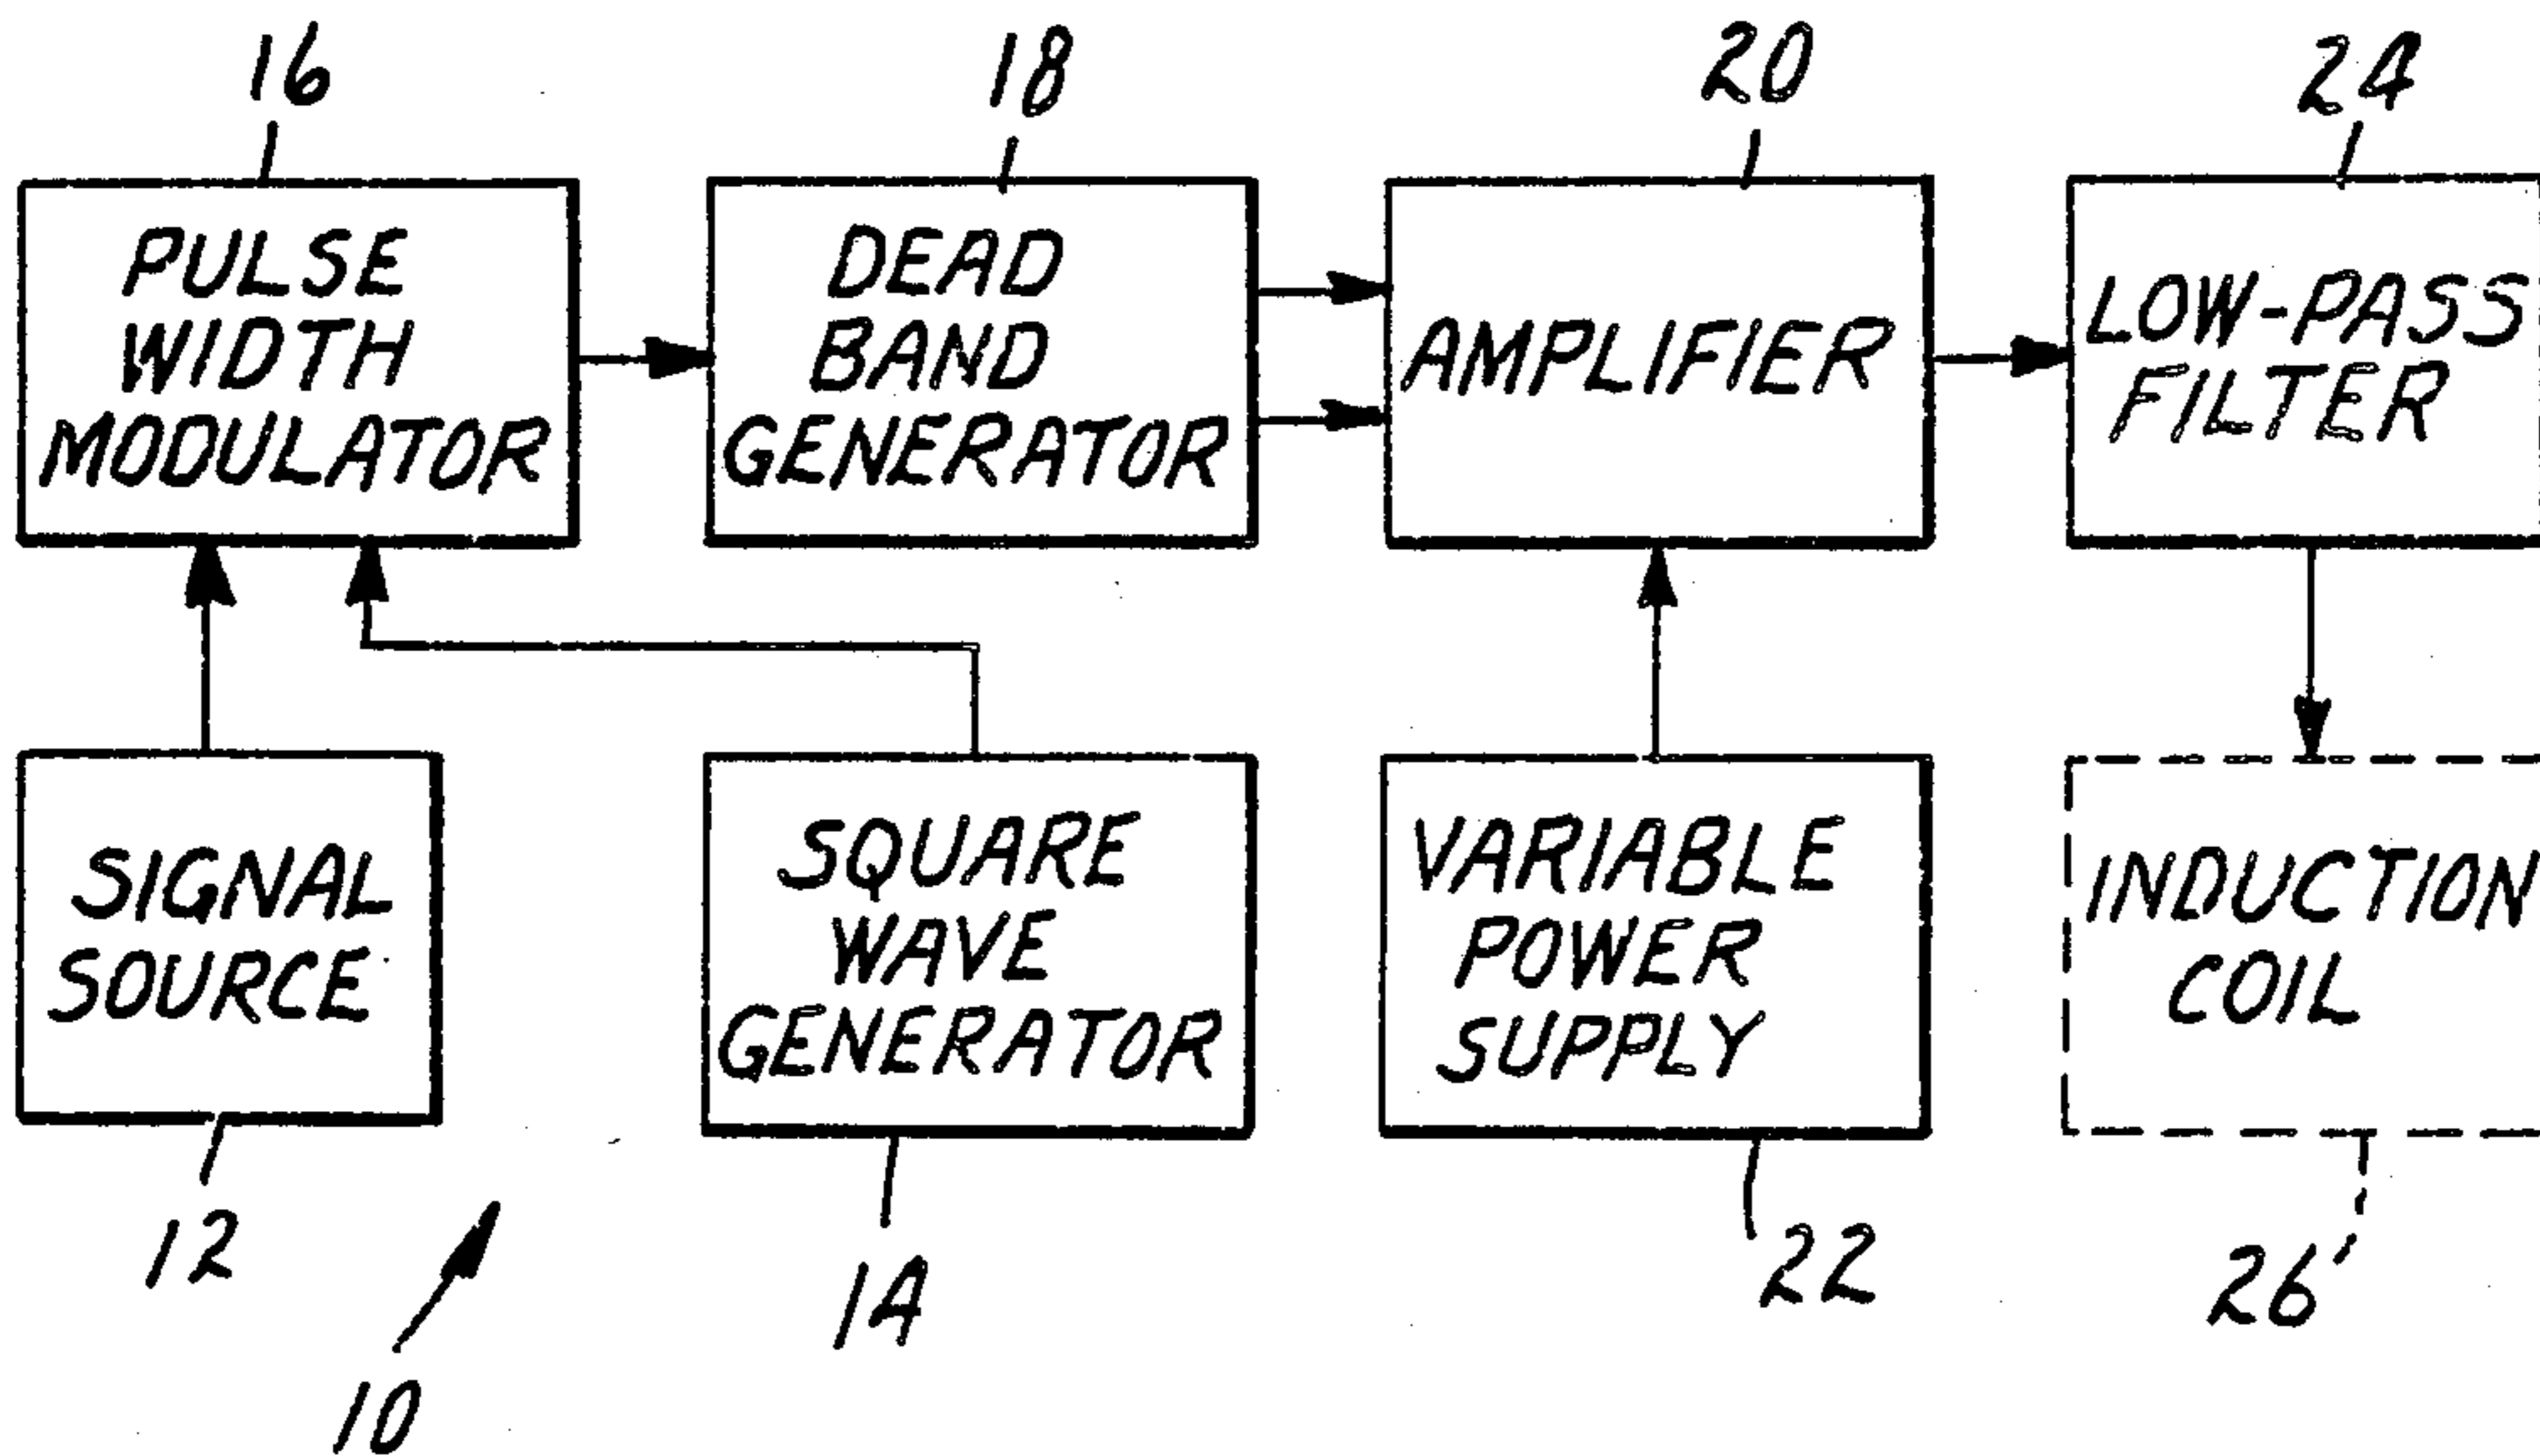 16
18
20
24
PULSE
WIDTH
MODULATOR
DEAD
BAND
GENERATOR
AMPLIFIER
LOW-PASS
FILTER
SIGNAL
SOURCE
SQUARE
WAVE
GENERATOR
VARIABLE
POWER
SUPPLY
INDUCTION
COIL
12
14
22
26
10